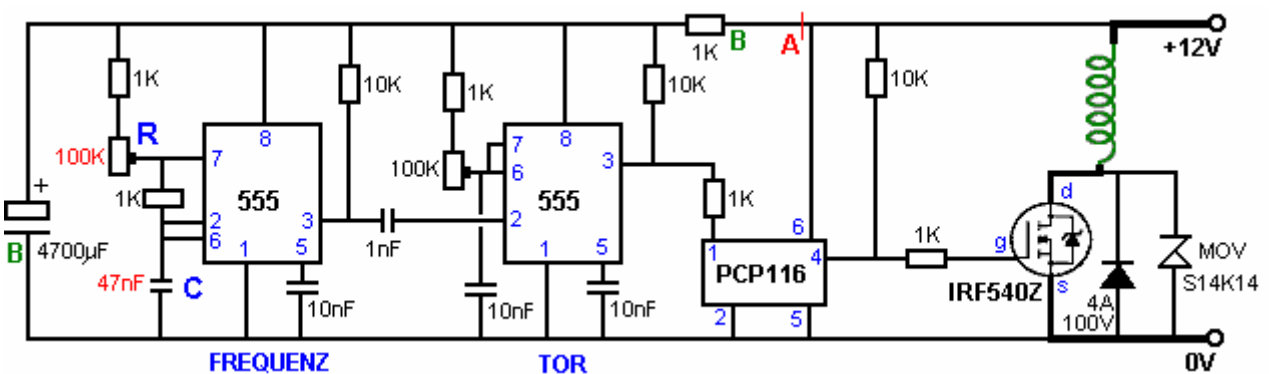 1K B A +12V
1K 10K 1K 10K 10K
R
100K 7 8 7 8 3
6
100K
555 555
1K 1K
2 3 2
6 1 5 1nF 1 5
+
B 4700µF
47nF C
10nF 10nF 10nF
1 6 4
PCP116
2 5
1K
d
g
s
IRF540Z
4A
100V
MOV
S14K14
FREQUENZ TOR 0V